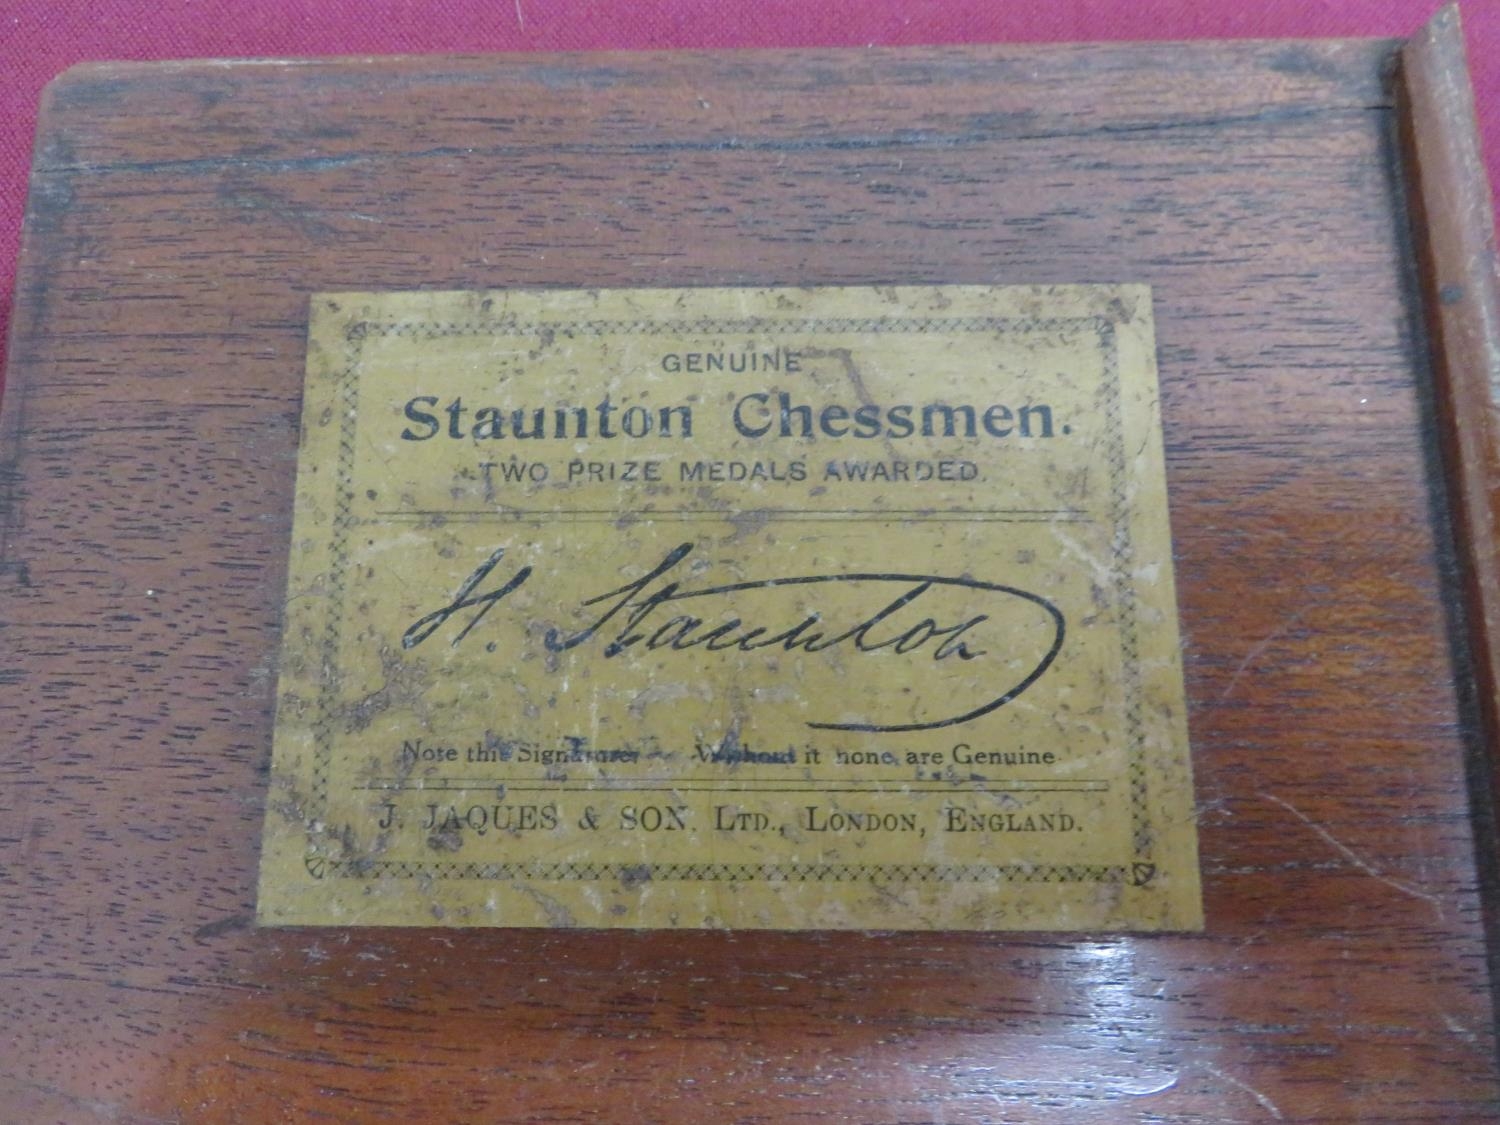 GENUINE
Staunton Chessmen.
TWO PRIZE MEDALS AWARDED.
H. Staunton
Note this Signature. Without it none are Genuine.
J. JAQUES & SON, LTD., LONDON, ENGLAND.